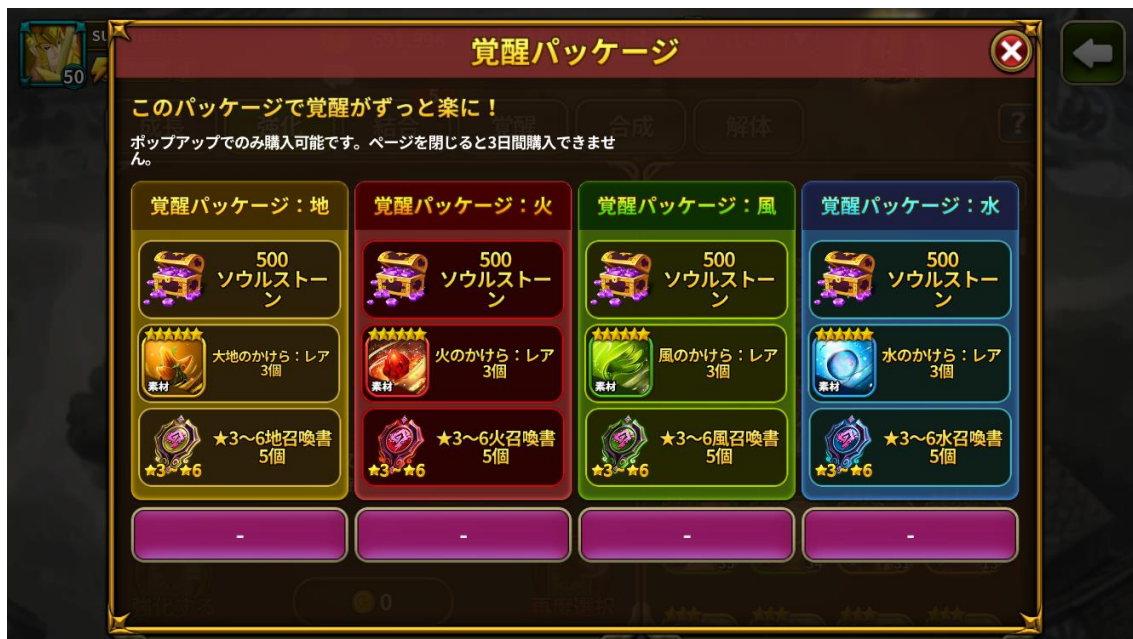 su
50
覚醒パッケージ
このパッケージで覚醒がずっと楽に！
ポップアップでのみ購入可能です。ページを閉じると3日間購入できませ
ん。
合成
解体
?
覚醒パッケージ：地
覚醒パッケージ：火
覚醒パッケージ：風
覚醒パッケージ：水
500
ソウルストー
ン
500
ソウルストー
ン
500
ソウルストー
ン
500
ソウルストー
ン
大地のかけら：レア
3個
素材
火のかけら：レア
3個
素材
風のかけら：レア
3個
素材
水のかけら：レア
3個
素材
★3～6地召喚書
5個
★3~★6
★3～6火召喚書
5個
★3~★6
★3～6風召喚書
5個
★3~★6
★3～6水召喚書
5個
★3~★6
-
-
-
-
0